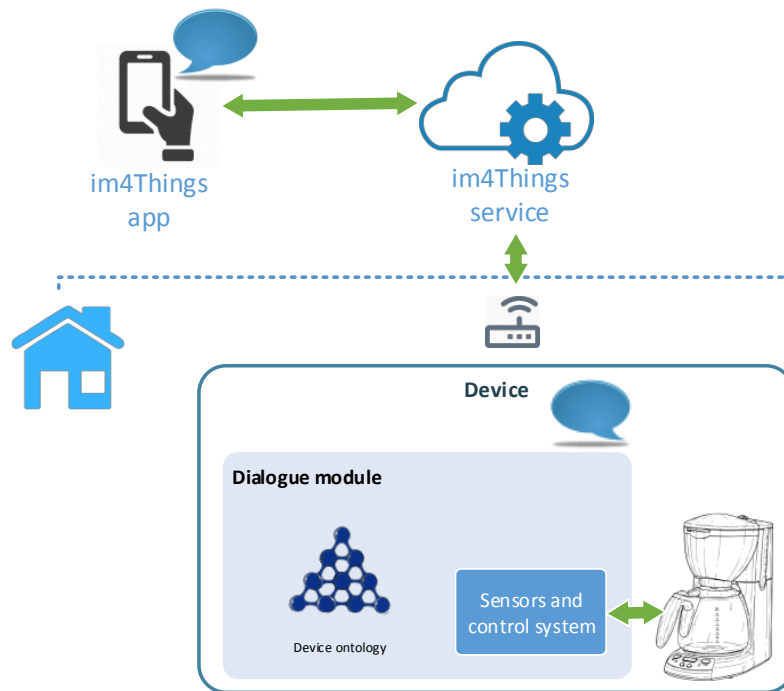 im4Things
app
im4Things
service
Device
Dialogue module
Sensors and
control system
Device ontology